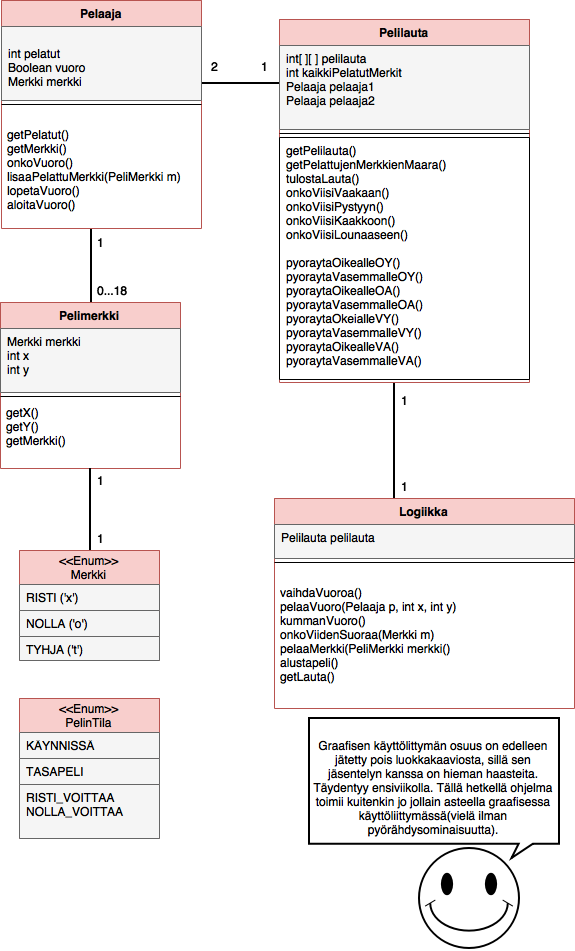 Pelaaja
int pelatut
Boolean vuoro
Merkki merkki
getPelatut()
getMerkki()
onkoVuoro()
lisaaPelattuMerkki(PeliMerkki m)
lopetaVuoro()
aloitaVuoro()
2
1
Pelilauta
int[ ][ ] pelilauta
int kaikkiPelatutMerkit
Pelaaja pelaaja1
Pelaaja pelaaja2
getPelilauta()
getPelattujenMerkkienMaara()
tulostaLauta()
onkoViisiVaakaan()
onkoViisiPystyyn()
onkoViisiKaakkoon()
onkoViisiLounaaseen()
pyoraytaOikealleOY()
pyoraytaVasemmalleOY()
pyoraytaOikealleOA()
pyoraytaVasemmalleOA()
pyoraytaOkeialleVY()
pyoraytaVasemmalleVY()
pyoraytaOikealleVA()
pyoraytaVasemmalleVA()
1
0...18
Pelimerkki
Merkki merkki
int x
int y
getX()
getY()
getMerkki()
1
1
<<Enum>>
Merkki
RISTI ('x')
NOLLA ('o')
TYHJA ('t')
1
1
Logiikka
Pelilauta pelilauta
vaihdaVuoroa()
pelaaVuoro(Pelaaja p, int x, int y)
kummanVuoro()
onkoViidenSuoraa(Merkki m)
pelaaMerkki(PeliMerkki merkki()
alustapeli()
getLauta()
<<Enum>>
PelinTila
KÄYNNISSÄ
TASAPELI
RISTI_VOITTAA
NOLLA_VOITTAA
Graafisen käyttölittymän osuus on edelleen
jätetty pois luokkakaaviosta, sillä sen
jäsentelyn kanssa on hieman haasteita.
Täydentyy ensiviikolla. Tällä hetkellä ohjelma
toimii kuitenkin jo jollain asteella graafisessa
käyttöliittymässä(vielä ilman
pyörähdysominaisuutta).